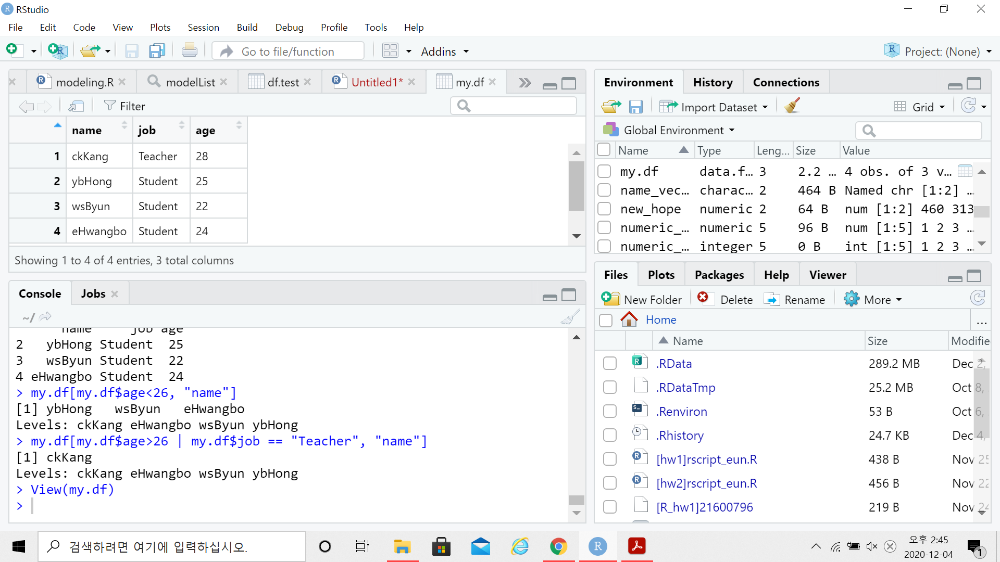 RStudio
File Edit Code View Plots Session Build Debug Profile Tools Help
Go to file/function Addins Project: (None)
modeling.R modelList df.test Untitled1* my.df
Filter
name job age
1 ckKang Teacher 28
2 ybHong Student 25
3 wsByun Student 22
4 eHwangbo Student 24
Showing 1 to 4 of 4 entries, 3 total columns
Console Jobs
~/
name job age
2 ybHong Student 25
3 wsByun Student 22
4 eHwangbo Student 24
> my.df[my.df$age<26, "name"]
[1] ybHong wsByun eHwangbo
Levels: ckKang eHwangbo wsByun ybHong
> my.df[my.df$age>26 | my.df$job == "Teacher", "name"]
[1] ckKang
Levels: ckKang eHwangbo wsByun ybHong
> View(my.df)
>
Environment History Connections
Import Dataset Grid
Global Environment
Name Type Leng... Size Value
my.df data.f... 3 2.2 ... 4 obs. of 3 v...
name_vec... charac... 2 464 B Named chr [1:2] ...
new_hope numeric 2 64 B num [1:2] 460 313
numeric_... numeric 5 96 B num [1:5] 1 2 3 ...
numeric_... integer 5 0 B int [1:5] 1 2 3 ...
Files Plots Packages Help Viewer
New Folder Delete Rename More
Home ...
Name Size Modifie
.RData 289.2 MB Dec 2,
.RDataTmp 25.2 MB Oct 8,
.Renviron 53 B Oct 6,
.Rhistory 24.7 KB Dec 4,
[hw1]rscript_eun.R 438 B Nov 25
[hw2]rscript_eun.R 456 B Nov 22
[R_hw1]21600796 219 B Nov 24
검색하려면 여기에 입력하십시오.
오후 2:45
2020-12-04
1